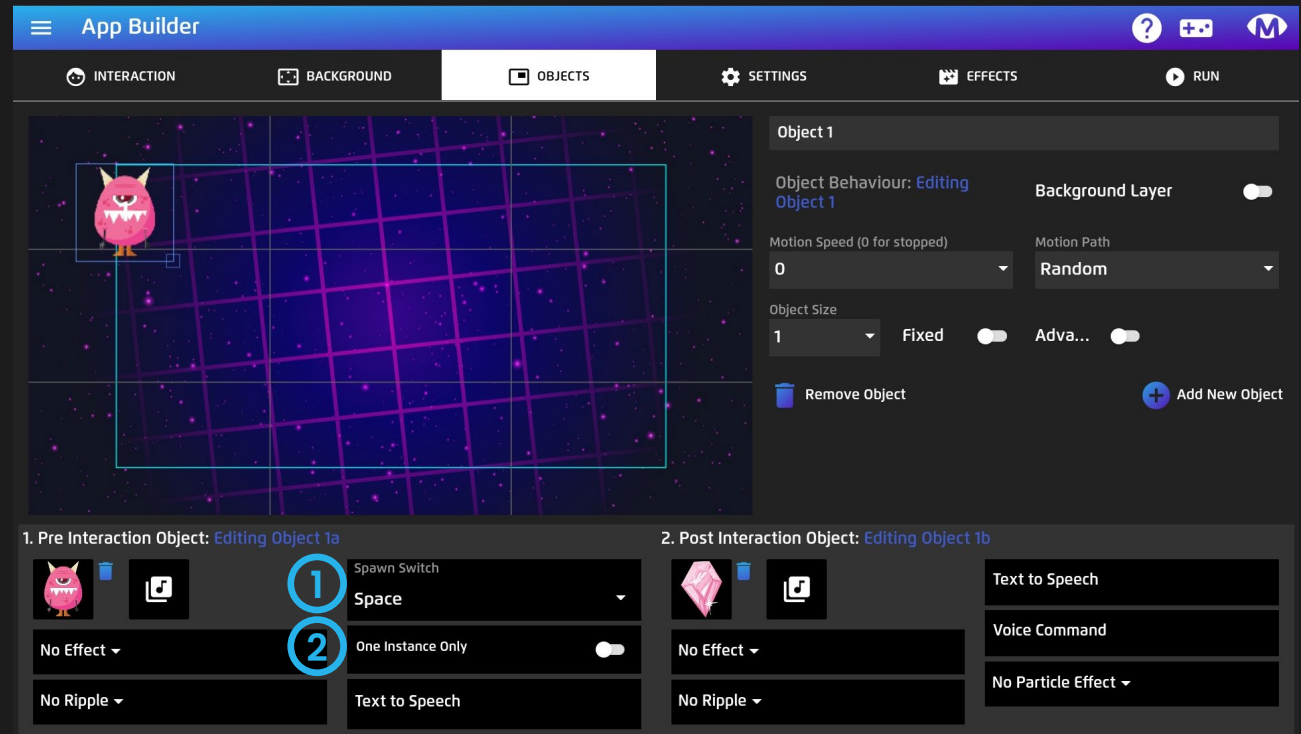 App Builder
?
M
INTERACTION
BACKGROUND
OBJECTS
SETTINGS
EFFECTS
RUN
Object 1
Object Behaviour: Editing
Object 1
Background Layer
Motion Speed (0 for stopped)
Motion Path
0
Random
Object Size
1
Fixed
Adva...
Remove Object
Add New Object
1. Pre Interaction Object: Editing Object 1a
1
Spawn Switch
Space
2
One Instance Only
No Effect
No Ripple
Text to Speech
2. Post Interaction Object: Editing Object 1b
Text to Speech
Voice Command
No Effect
No Particle Effect
No Ripple